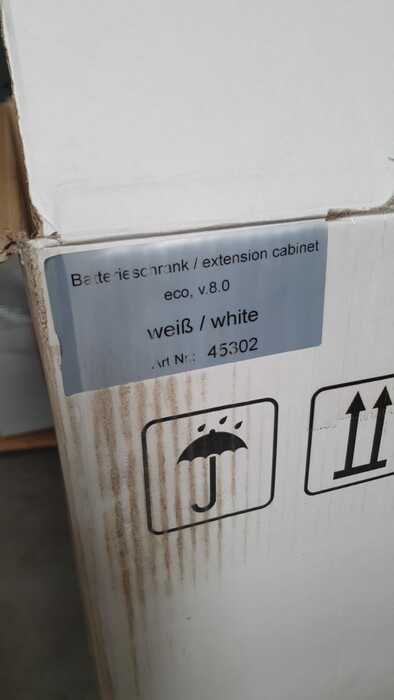 Batterieschrank / extension cabinet
eco, v.8.0
weiß / white
Art Nr.: 45302